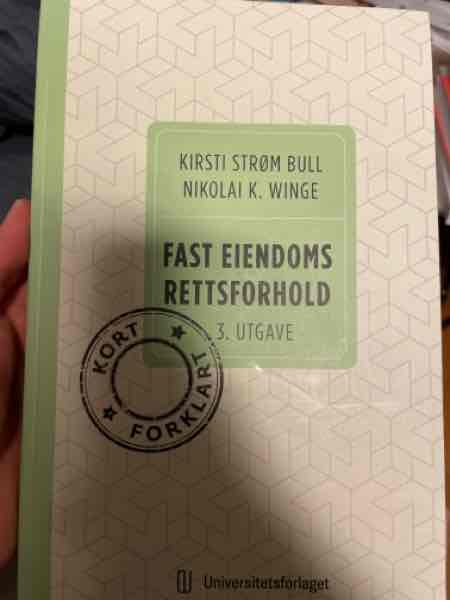 KIRSTI STRØM BULL
NIKOLAI K. WINGE
FAST EIENDOMS
RETTSFORHOLD
3. UTGAVE
KORT
FORKLART
Universitetsforlaget